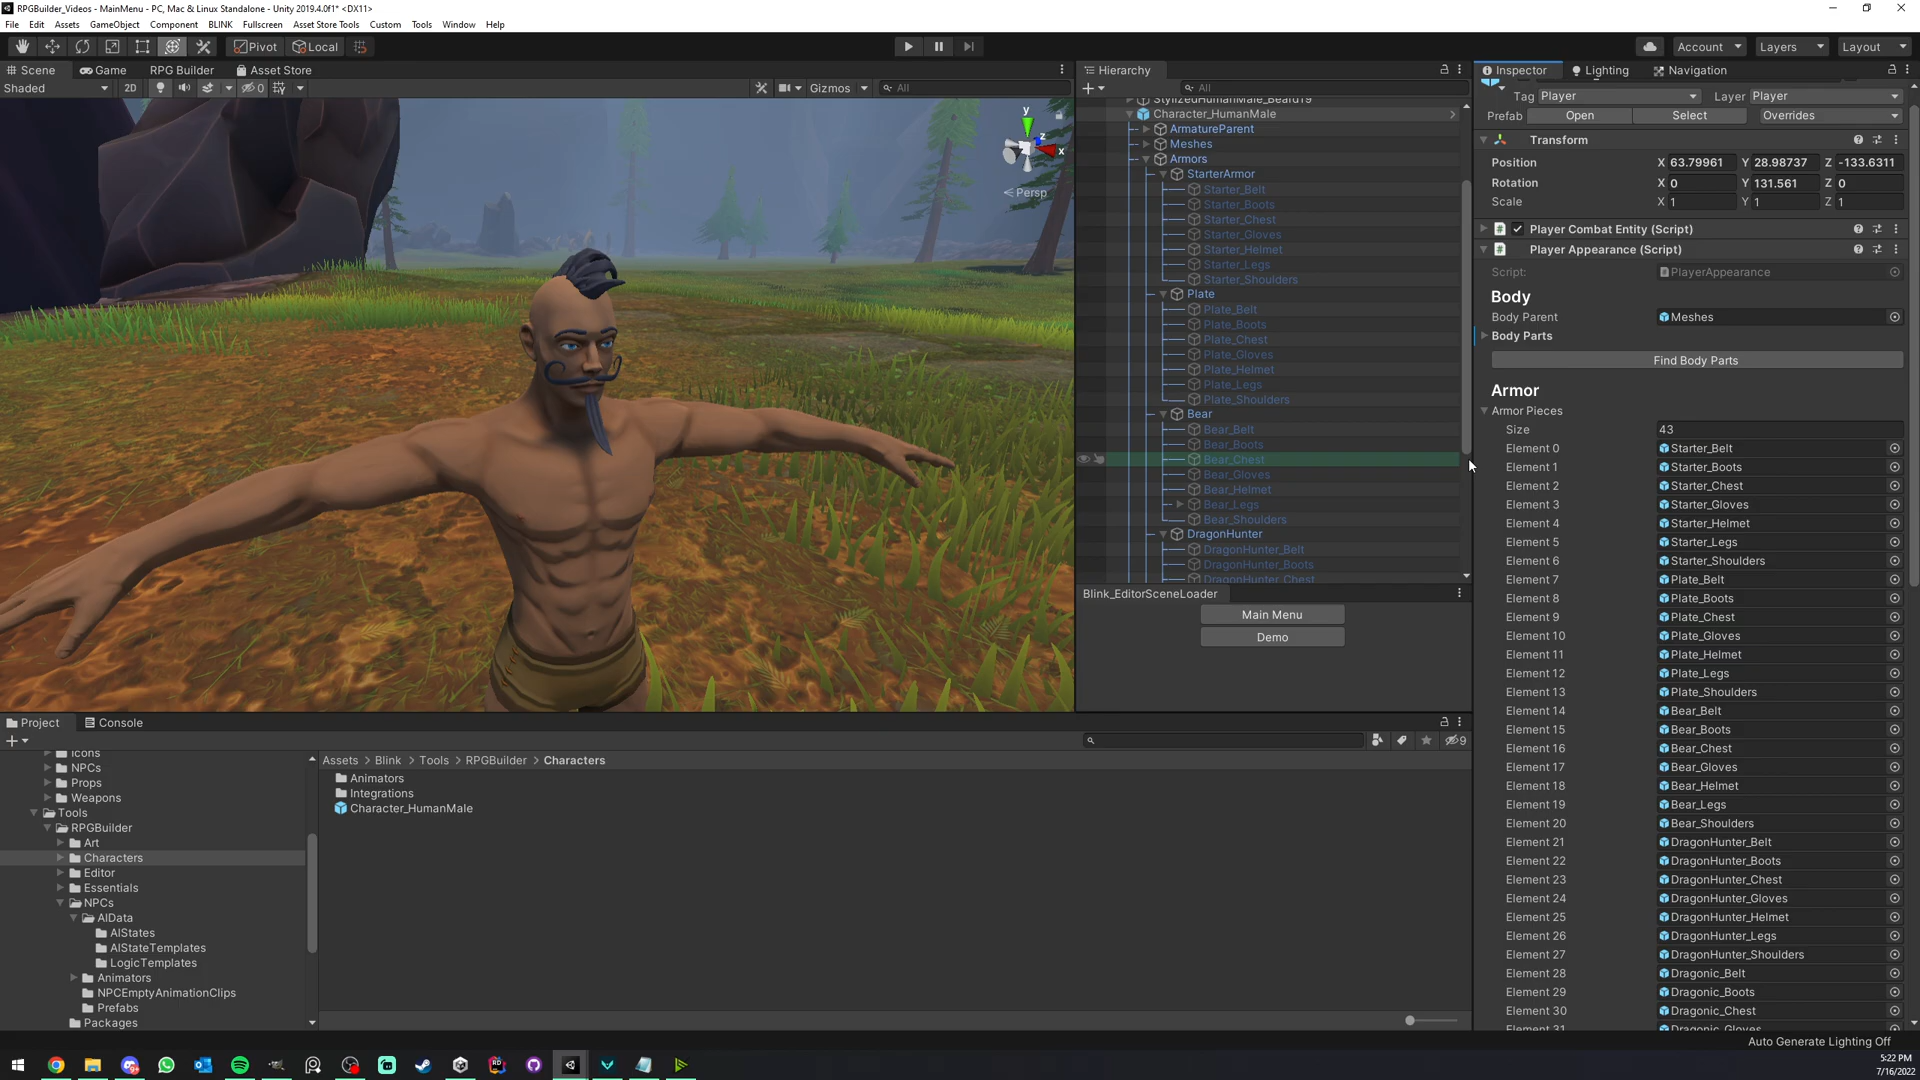 RPGBuilder_Videos - MainMenu - PC, Mac & Linux Standalone - Unity 2019.4.0f1* <DX11>
File Edit Assets GameObject Component BLINK Fullscreen Asset Store Tools Custom Tools Window Help
Pivot Local Account Layers Layout
Scene Game RPG Builder Asset Store
Shaded 2D 0 Gizmos All
y
z
x
Persp
Hierarchy
All
StylizedHumanMale_Beard19
Character_HumanMale
ArmatureParent
Meshes
Armors
StarterArmor
Starter_Belt
Starter_Boots
Starter_Chest
Starter_Gloves
Starter_Helmet
Starter_Legs
Starter_Shoulders
Plate
Plate_Belt
Plate_Boots
Plate_Chest
Plate_Gloves
Plate_Helmet
Plate_Legs
Plate_Shoulders
Bear
Bear_Belt
Bear_Boots
Bear_Chest
Bear_Gloves
Bear_Helmet
Bear_Legs
Bear_Shoulders
DragonHunter
DragonHunter_Belt
DragonHunter_Boots
DragonHunter_Chest
Blink_EditorSceneLoader
Main Menu
Demo
Inspector Lighting Navigation
Tag Player Layer Player
Prefab Open Select Overrides
Transform
Position X 63.79961 Y 28.98737 Z -133.6311
Rotation X 0 Y 131.561 Z 0
Scale X 1 Y 1 Z 1
Player Combat Entity (Script)
Player Appearance (Script)
Script: PlayerAppearance
Body
Body Parent Meshes
Body Parts
Find Body Parts
Armor
Armor Pieces
Size 43
Element 0 Starter_Belt
Element 1 Starter_Boots
Element 2 Starter_Chest
Element 3 Starter_Gloves
Element 4 Starter_Helmet
Element 5 Starter_Legs
Element 6 Starter_Shoulders
Element 7 Plate_Belt
Element 8 Plate_Boots
Element 9 Plate_Chest
Element 10 Plate_Gloves
Element 11 Plate_Helmet
Element 12 Plate_Legs
Element 13 Plate_Shoulders
Element 14 Bear_Belt
Element 15 Bear_Boots
Element 16 Bear_Chest
Element 17 Bear_Gloves
Element 18 Bear_Helmet
Element 19 Bear_Legs
Element 20 Bear_Shoulders
Element 21 DragonHunter_Belt
Element 22 DragonHunter_Boots
Element 23 DragonHunter_Chest
Element 24 DragonHunter_Gloves
Element 25 DragonHunter_Helmet
Element 26 DragonHunter_Legs
Element 27 DragonHunter_Shoulders
Element 28 Dragonic_Belt
Element 29 Dragonic_Boots
Element 30 Dragonic_Chest
Element 31 Dragonic_Gloves
Project Console
9
Icons
NPCs
Props
Weapons
Tools
RPGBuilder
Art
Characters
Editor
Essentials
NPCs
AIData
AIStates
AIStateTemplates
LogicTemplates
Animators
NPCEmptyAnimationClips
Prefabs
Packages
Assets > Blink > Tools > RPGBuilder > Characters
Animators
Integrations
Character_HumanMale
Auto Generate Lighting Off
5:22 PM
7/16/2022